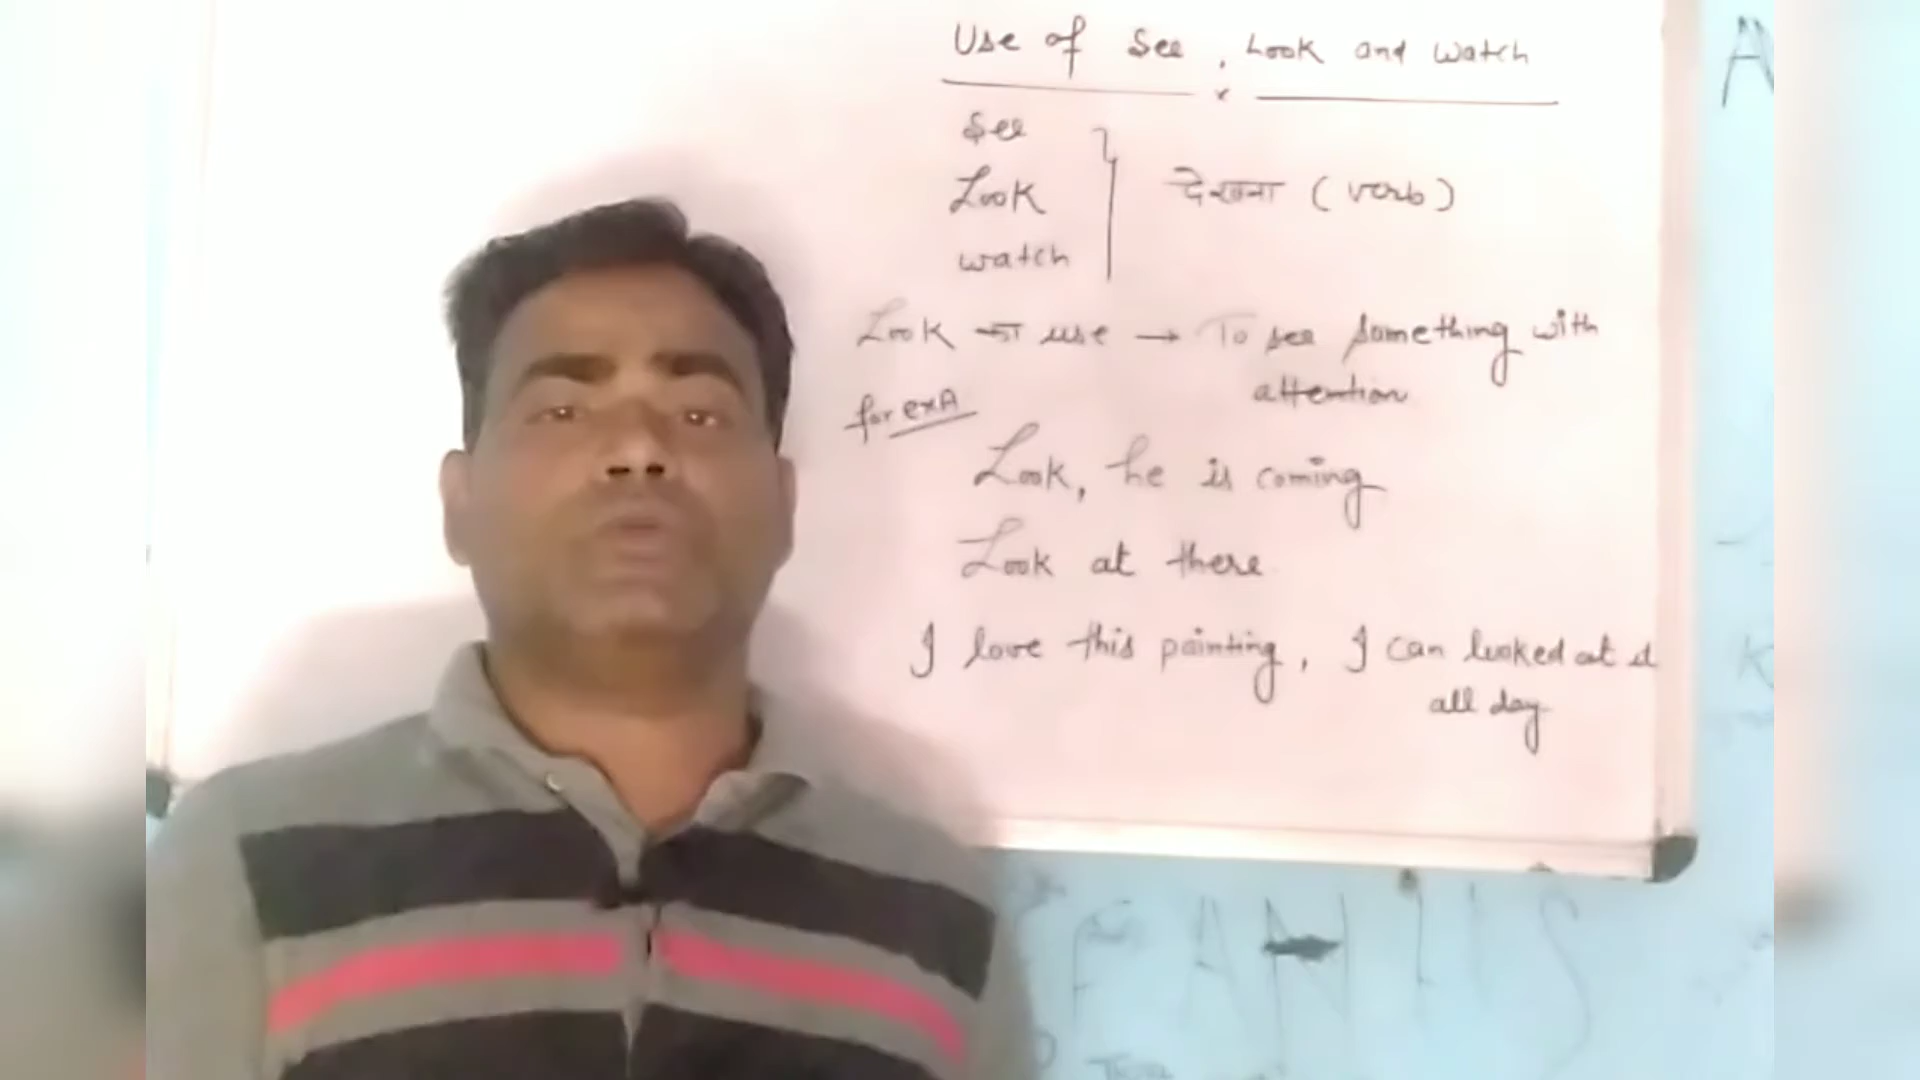 Use of See, Look and watch
See
Look
watch
देखना (verb)
Look का use → To see something with
attention
for exA
Look, he is coming
Look at there
I love this painting, I can looked at it
all day
A
K
FANIIS